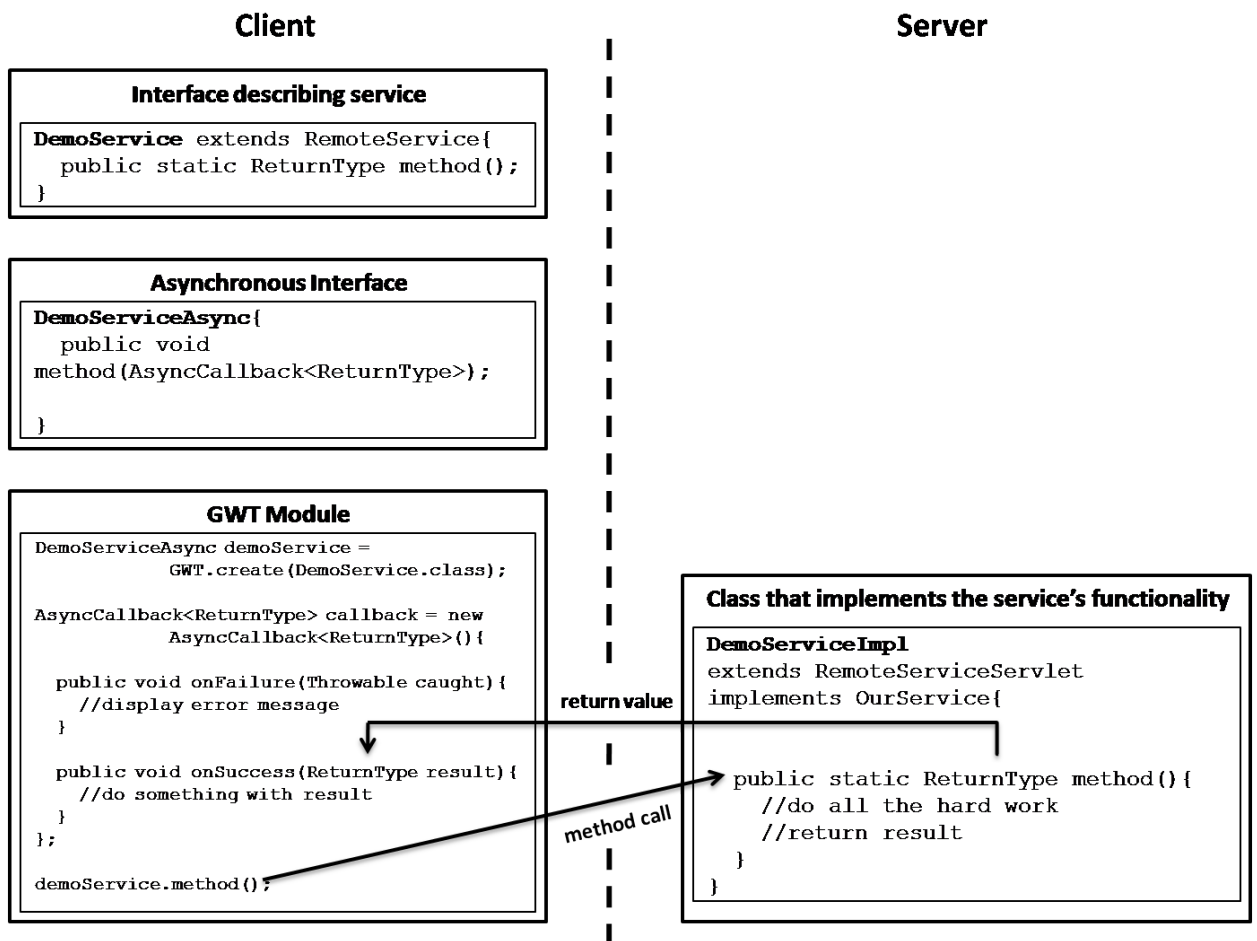 Client
Server
Interface describing service
DemoService extends RemoteService{
public static ReturnType method();
}
Asynchronous Interface
DemoServiceAsync{
public void
method(AsyncCallback<ReturnType>);
}
GWT Module
DemoServiceAsync demoService =
GWT.create(DemoService.class);
AsyncCallback<ReturnType> callback = new
AsyncCallback<ReturnType>(){
public void onFailure(Throwable caught){
//display error message
}
public void onSuccess(ReturnType result){
//do something with result
}
};
demoService.method();
return value
method call
Class that implements the service's functionality
DemoServiceImpl
extends RemoteServiceServlet
implements OurService{
public static ReturnType method(){
//do all the hard work
//return result
}
}